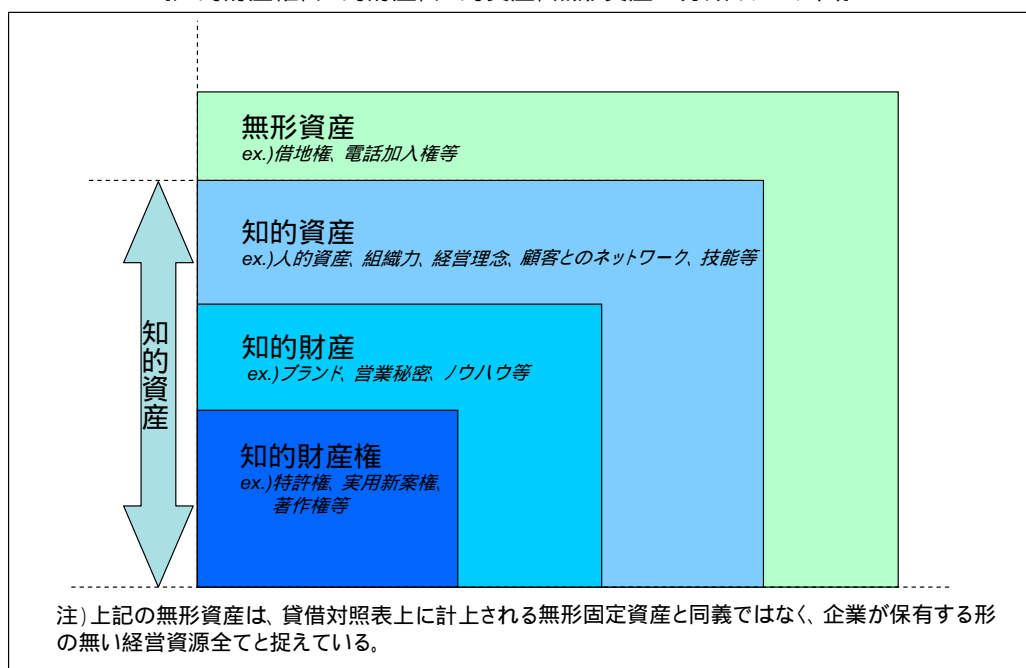 無形資産
ex.)借地権、電話加入権等
知的資産
ex.)人的資産、組織力、経営理念、顧客とのネットワーク、技能等
知的資産
知的財産
ex.)ブランド、営業秘密、ノウハウ等
知的財産権
ex.)特許権、実用新案権、
著作権等
注)上記の無形資産は、貸借対照表上に計上される無形固定資産と同義ではなく、企業が保有する形
の無い経営資源全てと捉えている。